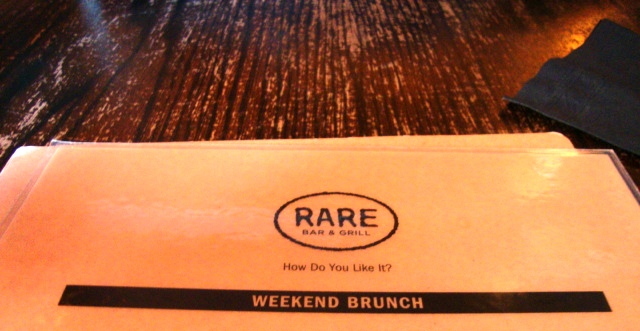 RARE
BAR & GRILL
How Do You Like It?
WEEKEND BRUNCH